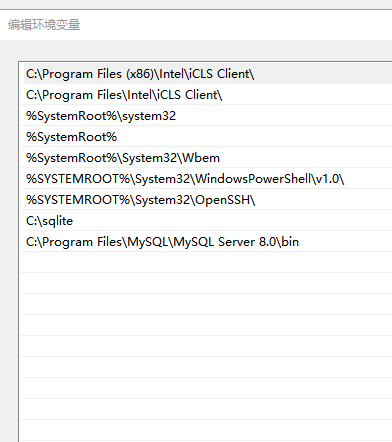 编辑环境变量
C:\Program Files (x86)\Intel\iCLS Client\
C:\Program Files\Intel\iCLS Client\
%SystemRoot%\system32
%SystemRoot%
%SystemRoot%\System32\Wbem
%SYSTEMROOT%\System32\WindowsPowerShell\v1.0\
%SYSTEMROOT%\System32\OpenSSH\
C:\sqlite
C:\Program Files\MySQL\MySQL Server 8.0\bin